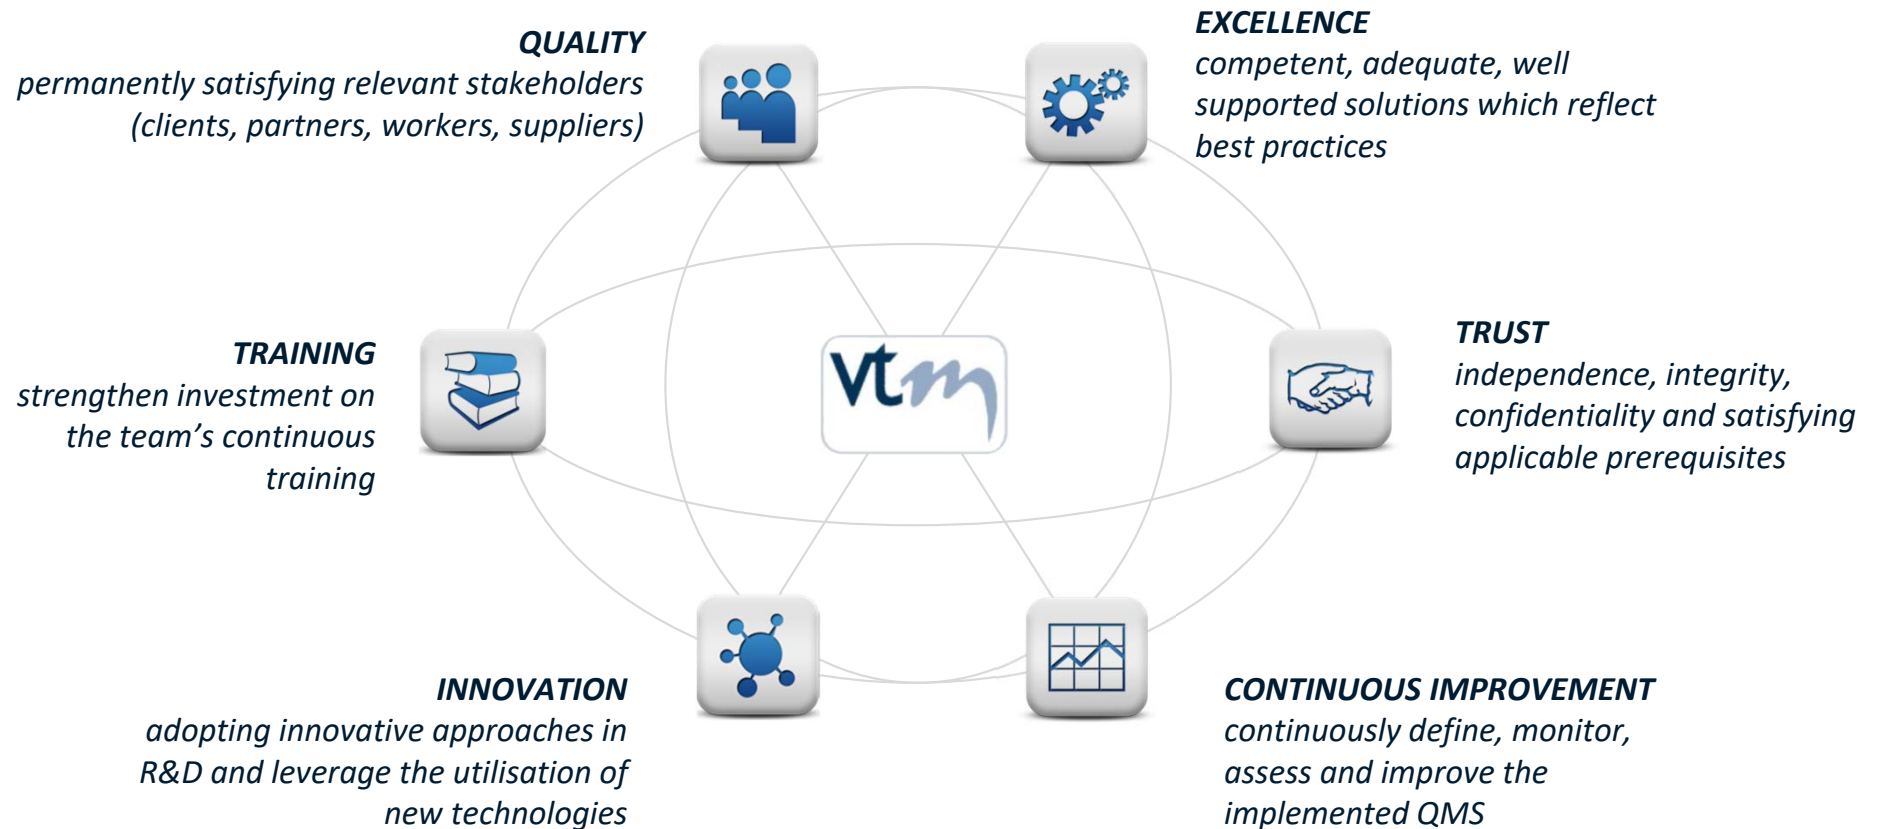 QUALITY
permanently satisfying relevant stakeholders
(clients, partners, workers, suppliers)
EXCELLENCE
competent, adequate, well
supported solutions which reflect
best practices
TRAINING
strengthen investment on
the team’s continuous
training
vtm
TRUST
independence, integrity,
confidentiality and satisfying
applicable prerequisites
INNOVATION
adopting innovative approaches in
R&D and leverage the utilisation of
new technologies
CONTINUOUS IMPROVEMENT
continuously define, monitor,
assess and improve the
implemented QMS